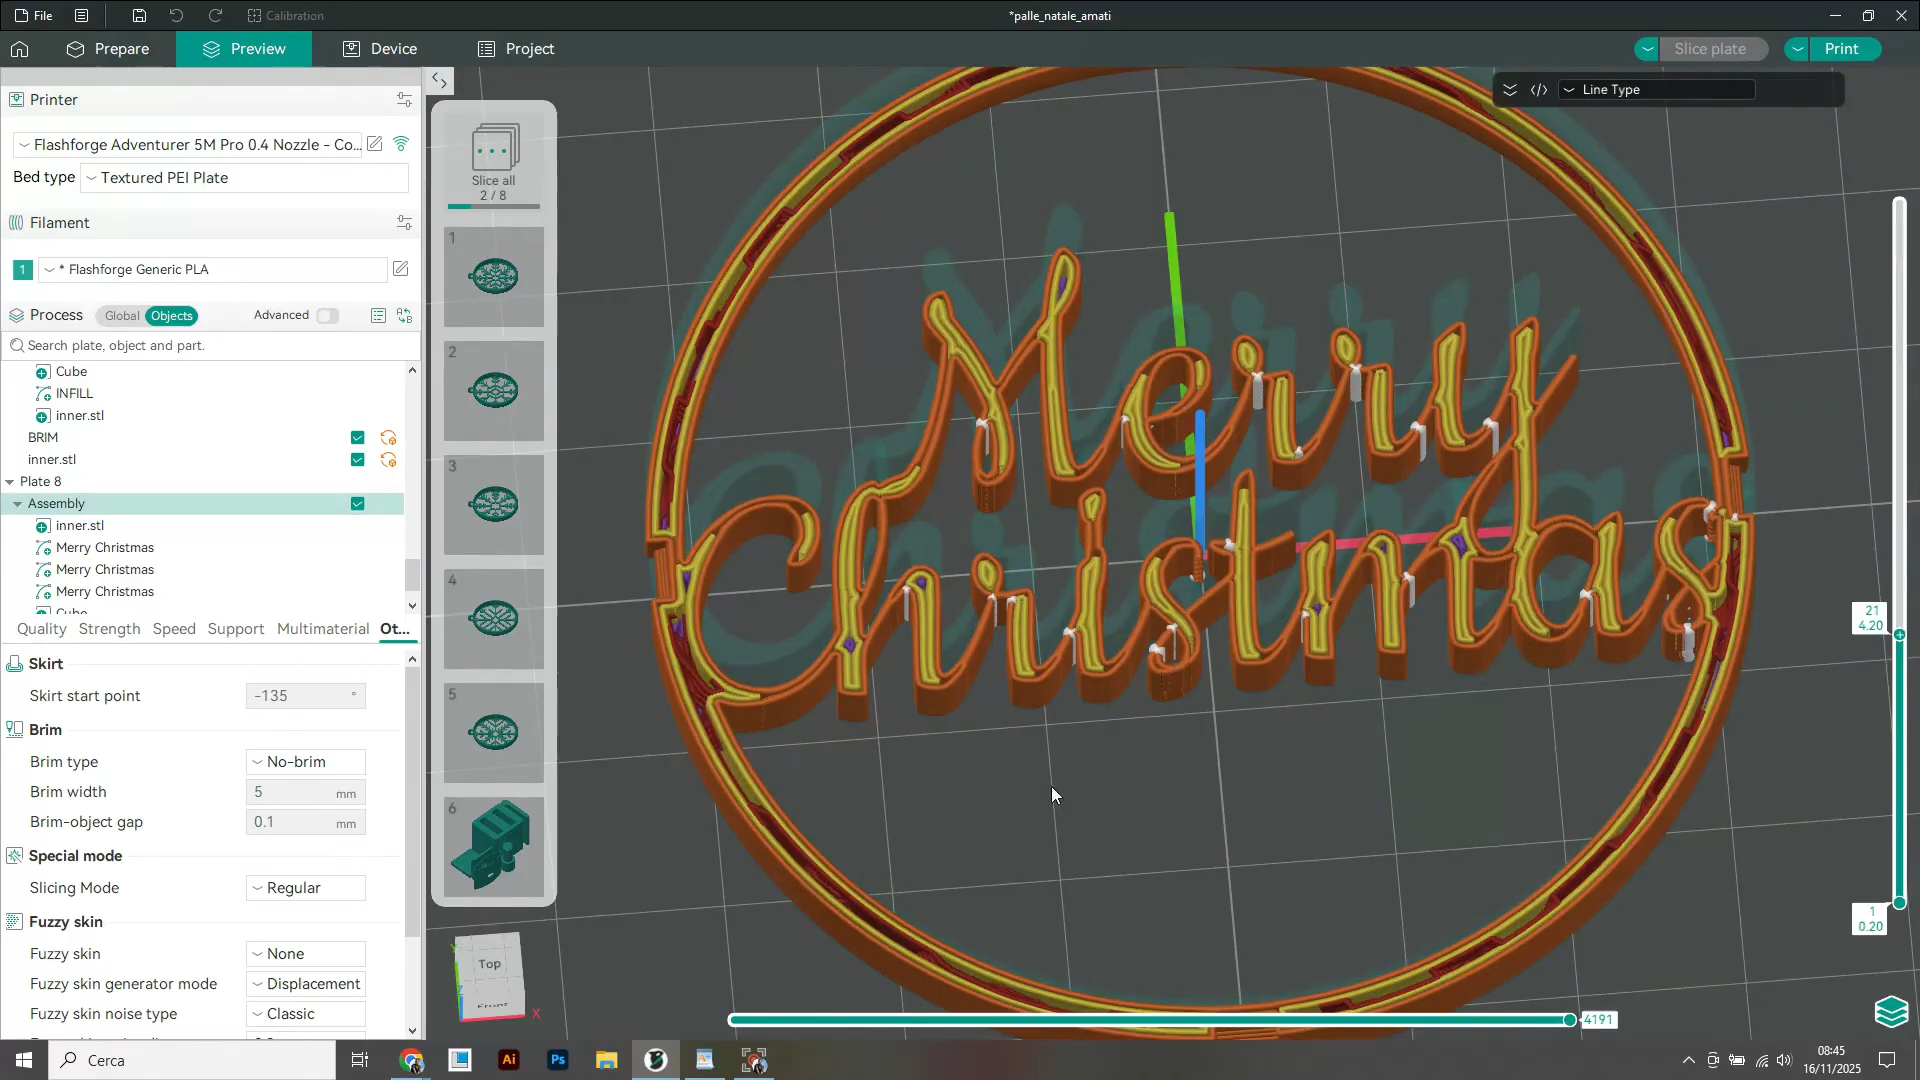 File
Calibration
*palle_natale_amati
Prepare
Preview
Device
Project
Slice plate
Print
Printer
Flashforge Adventurer 5M Pro 0.4 Nozzle - Co...
Bed type
Textured PEI Plate
Filament
1
* Flashforge Generic PLA
Process
Global
Objects
Advanced
Search plate, object and part.
Cube
INFILL
inner.stl
BRIM
inner.stl
Plate 8
Assembly
inner.stl
Merry Christmas
Merry Christmas
Merry Christmas
Cube
Quality
Strength
Speed
Support
Multimaterial
Ot...
Skirt
Skirt start point
-135 °
Brim
Brim type
No-brim
Brim width
5 mm
Brim-object gap
0.1 mm
Special mode
Slicing Mode
Regular
Fuzzy skin
Fuzzy skin
None
Fuzzy skin generator mode
Displacement
Fuzzy skin noise type
Classic
Slice all
2 / 8
1
2
3
4
5
6
Line Type
Merry
Christmas
21
4.20
1
0.20
4191
Top
Front
X
Y
Z
Cerca
Ai
Ps
08:45
16/11/2025